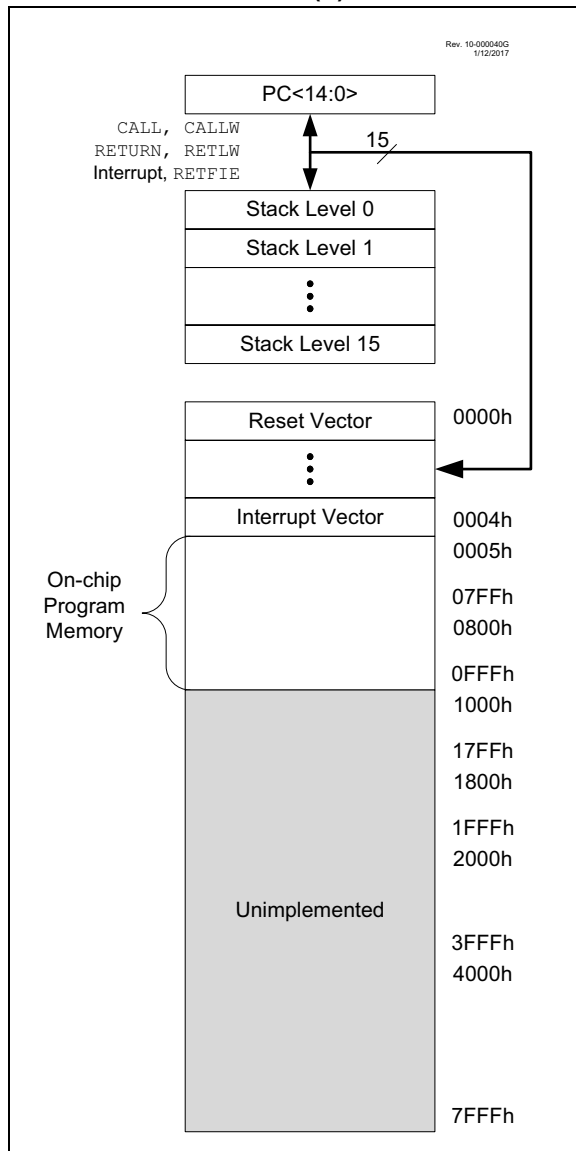 Rev. 10-000040G
1/12/2017
PC<14:0>
CALL, CALLW
RETURN, RETLW
Interrupt, RETFIE
15
Stack Level 0
Stack Level 1
Stack Level 15
Reset Vector
0000h
Interrupt Vector
0004h
0005h
On-chip
Program
Memory
07FFh
0800h
0FFFh
1000h
17FFh
1800h
1FFFh
2000h
Unimplemented
3FFFh
4000h
7FFFh